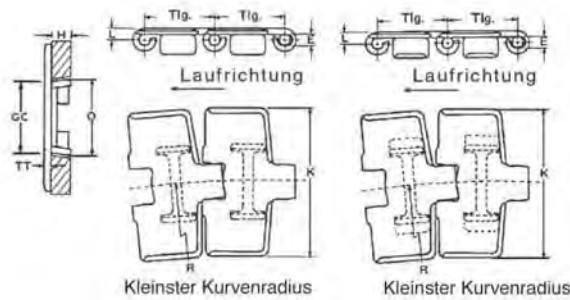 H
GC
O
TT
Tlg. Tlg.
L E
Laufrichtung
K
R
Kleinster Kurvenradius
Tlg. Tlg.
L E
Laufrichtung
K
R
Kleinster Kurvenradius